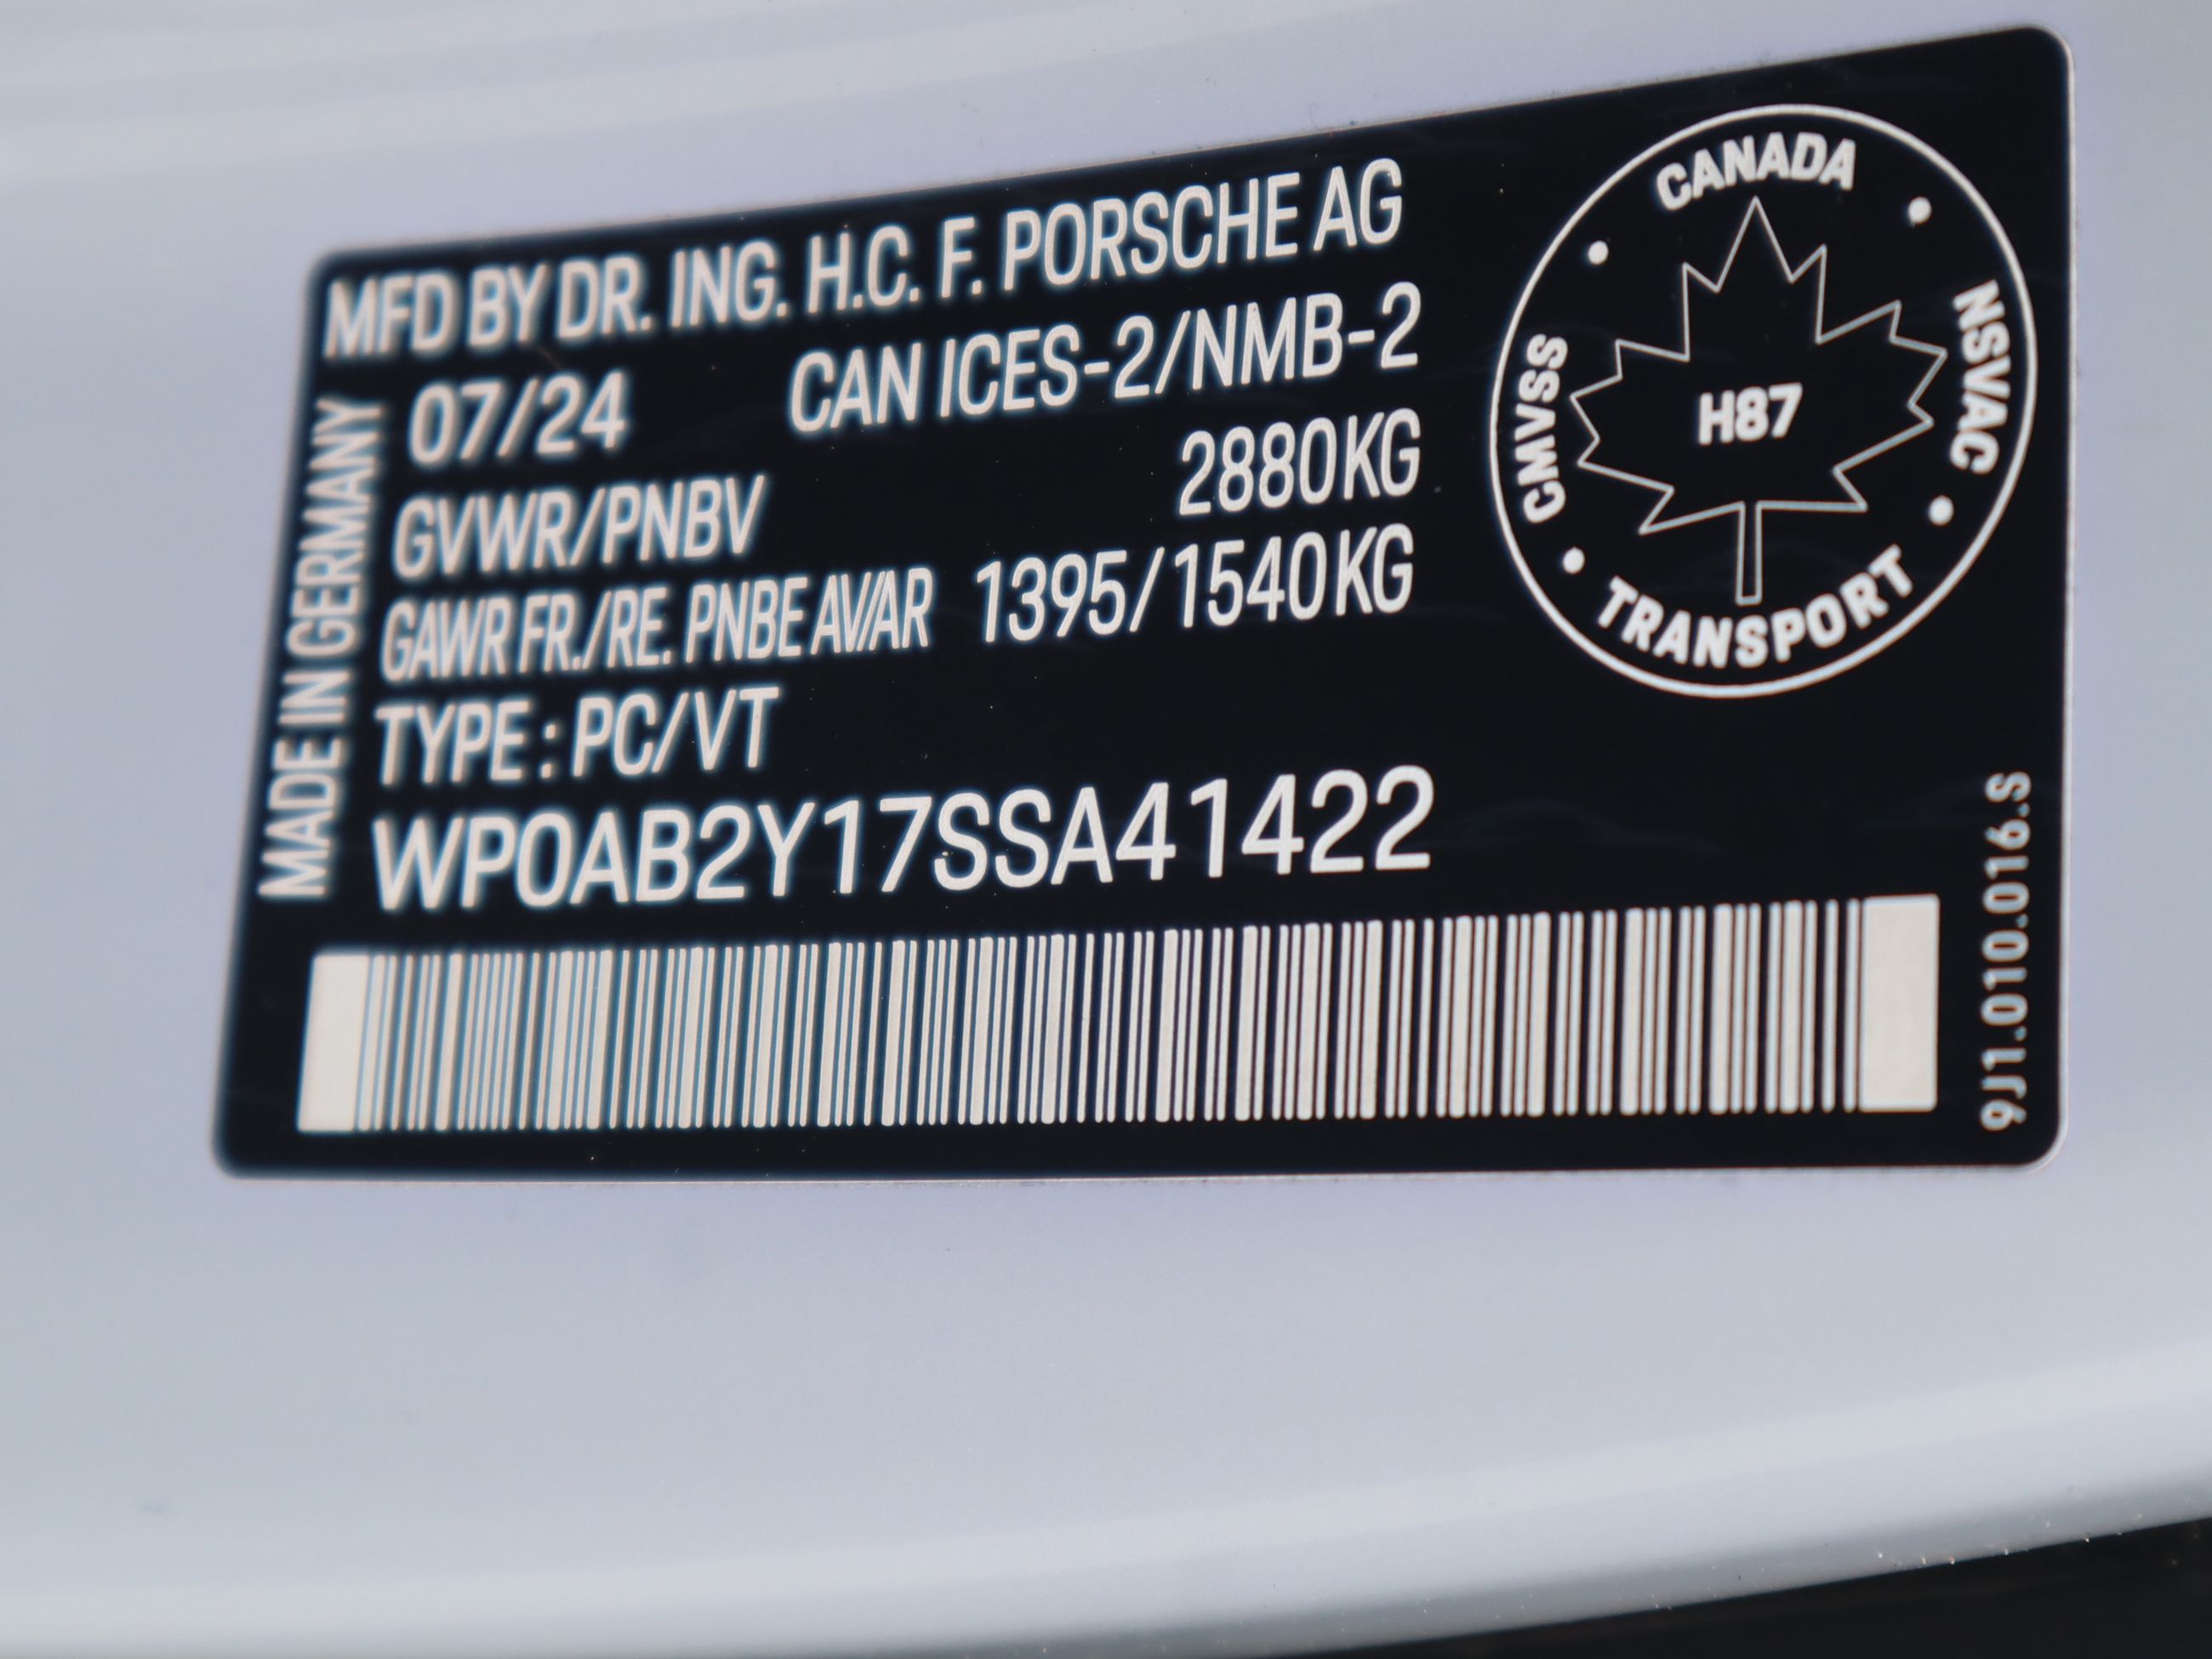 MFD BY DR. ING. H.C. F. PORSCHE AG
07/24 CAN ICES-2/NMB-2
GVWR/PNBV 2880KG
GAWR FR./RE. PNBE AV/AR 1395/1540KG
TYPE : PC/VT
WP0AB2Y17SSA41422
MADE IN GERMANY
CANADA
NSVAC
TRANSPORT
CMVSS
H87
9J1.010.016.S